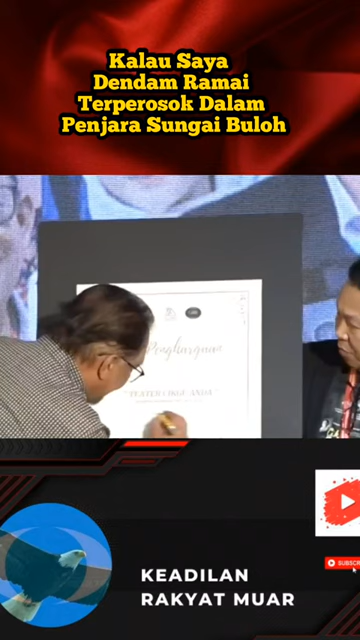 Kalau Saya
Dendam Ramai
Terperosok Dalam
Penjara Sungai Buloh
Penghargaan
KEADILAN
RAKYAT MUAR